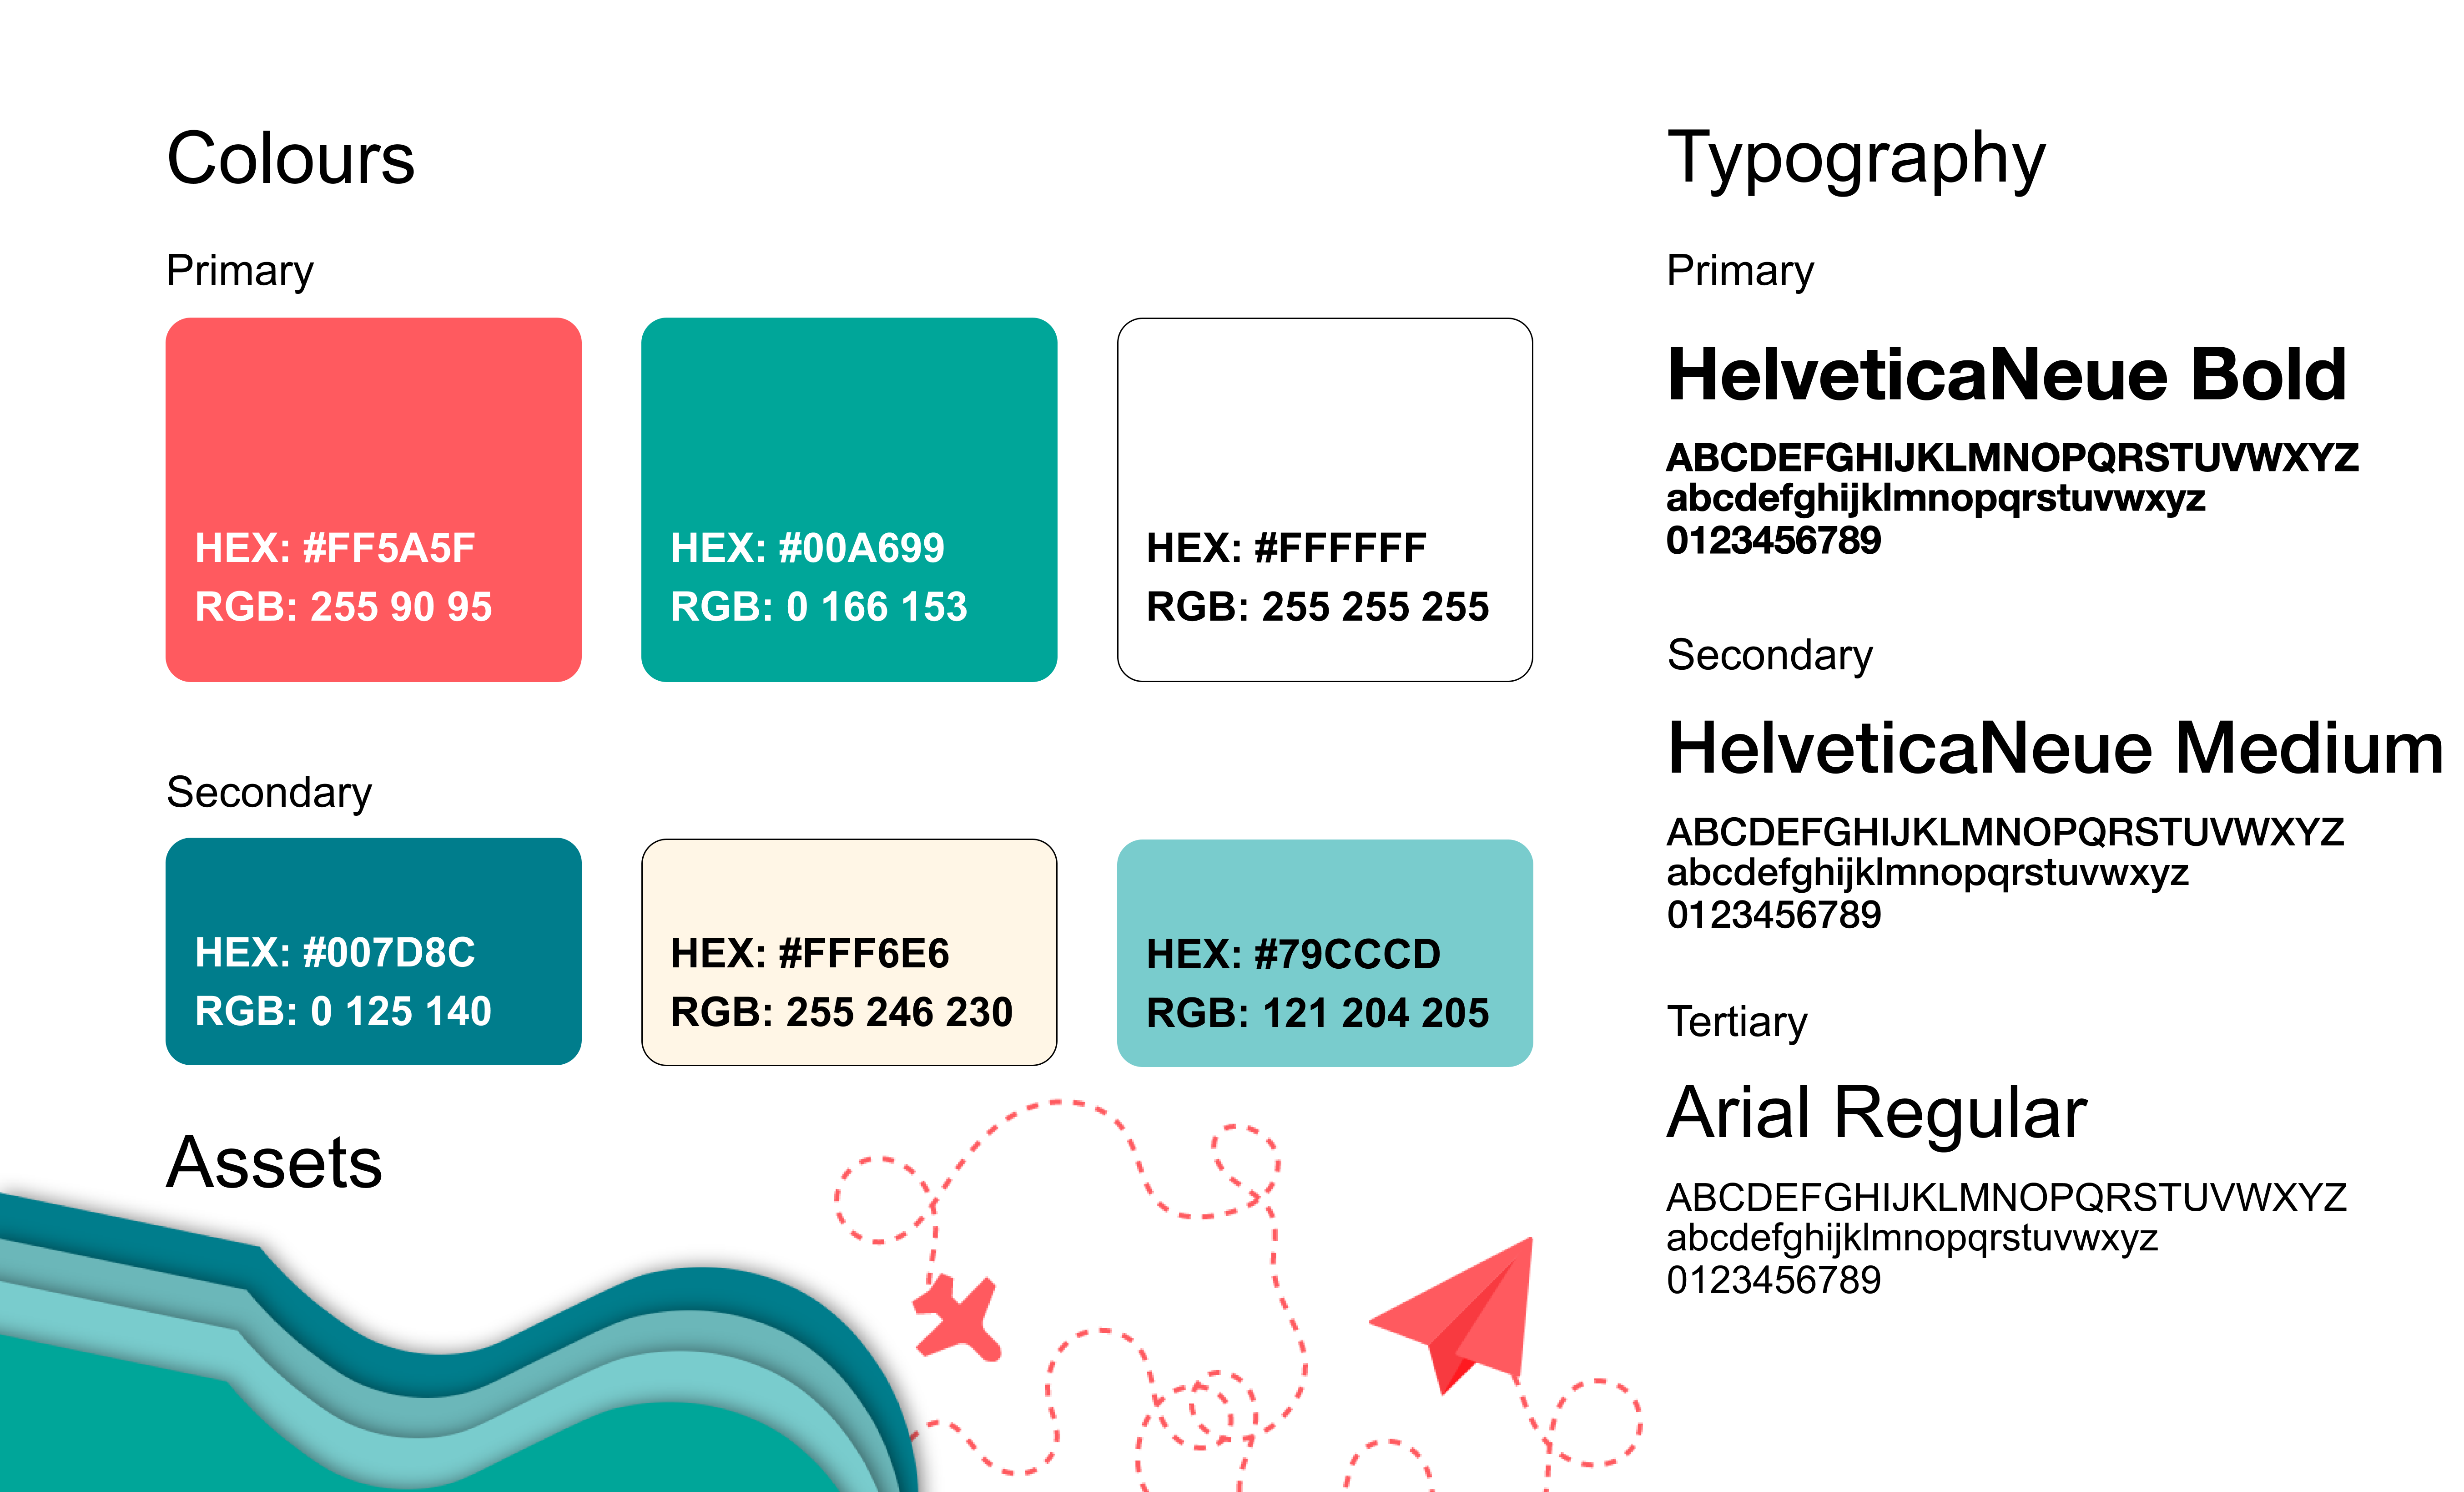 Colours
Primary
HEX: #FF5A5F
RGB: 255 90 95
HEX: #00A699
RGB: 0 166 153
HEX: #FFFFFF
RGB: 255 255 255
Secondary
HEX: #007D8C
RGB: 0 125 140
HEX: #FFF6E6
RGB: 255 246 230
HEX: #79CCCD
RGB: 121 204 205
Assets
Typography
Primary
HelveticaNeue Bold
ABCDEFGHIJKLMNOPQRSTUVWXYZ
abcdefghijklmnopqrstuvwxyz
0123456789
Secondary
HelveticaNeue Medium
ABCDEFGHIJKLMNOPQRSTUVWXYZ
abcdefghijklmnopqrstuvwxyz
0123456789
Tertiary
Arial Regular
ABCDEFGHIJKLMNOPQRSTUVWXYZ
abcdefghijklmnopqrstuvwxyz
0123456789